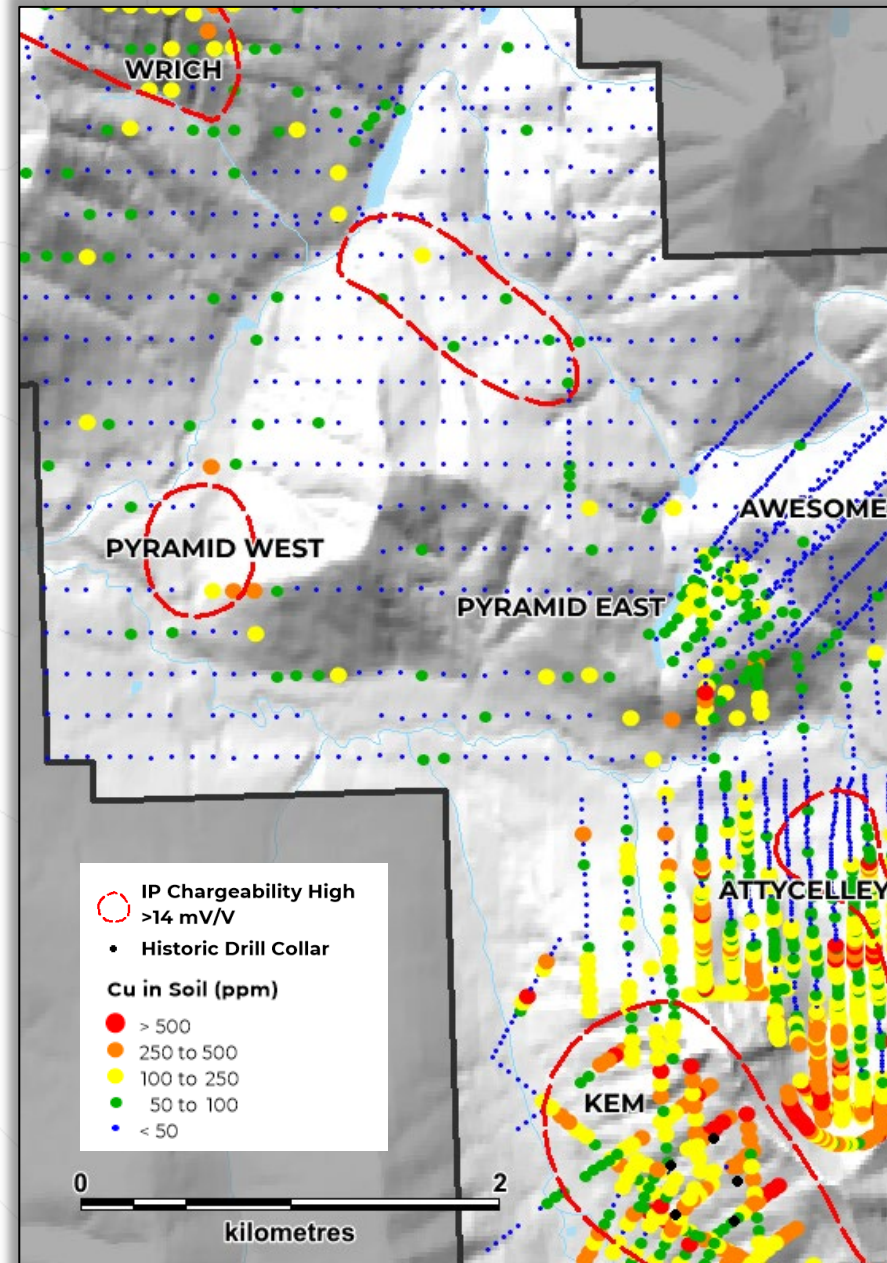 WRICH
AWESOME
PYRAMID WEST
PYRAMID EAST
ATTYCELLEY
KEM
IP Chargeability High
>14 mV/V
Historic Drill Collar
Cu in Soil (ppm)
> 500
250 to 500
100 to 250
50 to 100
< 50
0 2
kilometres